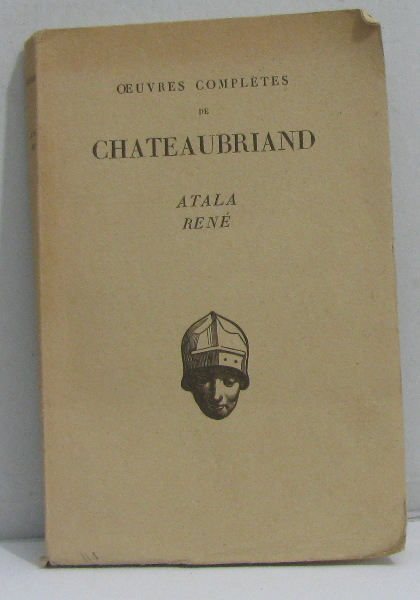 ŒUVRES COMPLÈTES
DE
CHATEAUBRIAND
ATALA
RENÉ